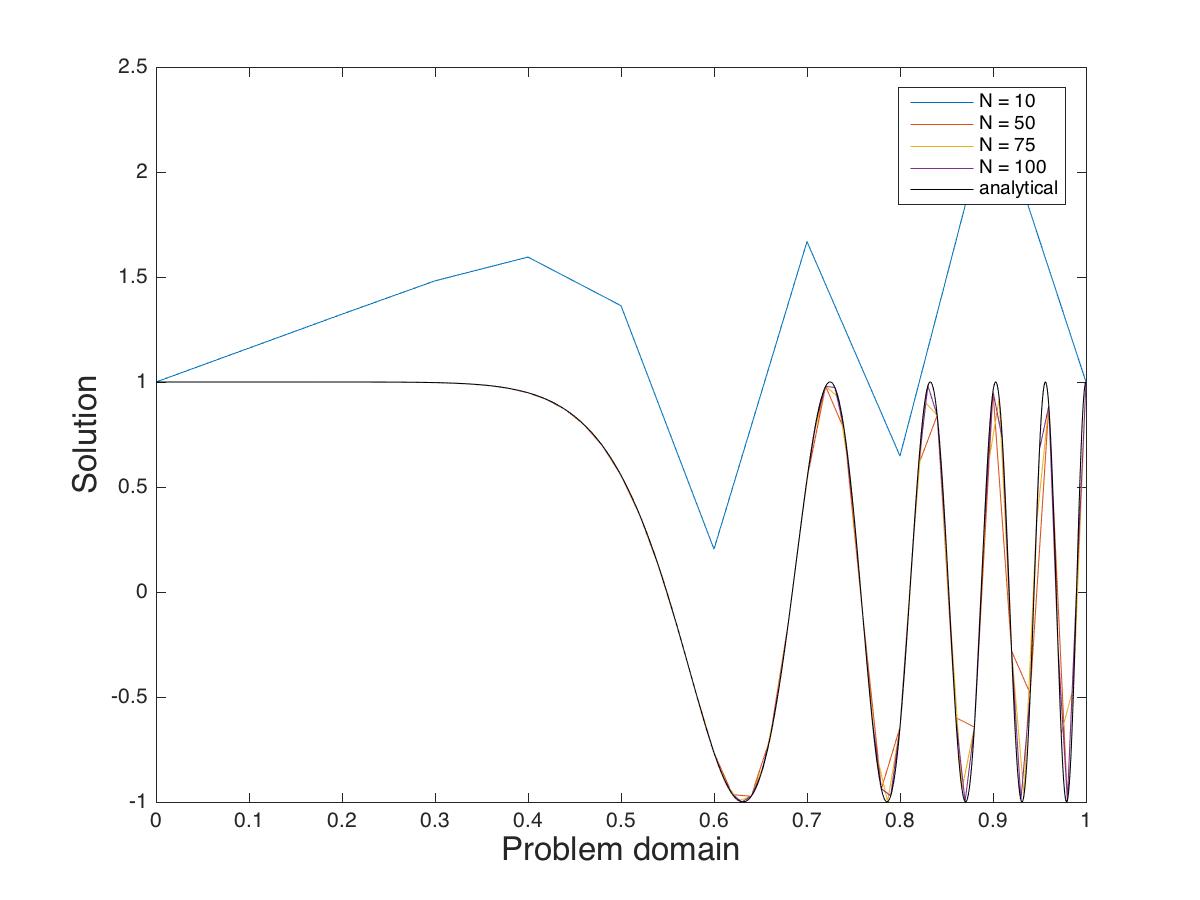 2.5
2
1.5
1
0.5
0
-0.5
-1
Solution
N = 10
N = 50
N = 75
N = 100
analytical
0 0.1 0.2 0.3 0.4 0.5 0.6 0.7 0.8 0.9 1
Problem domain